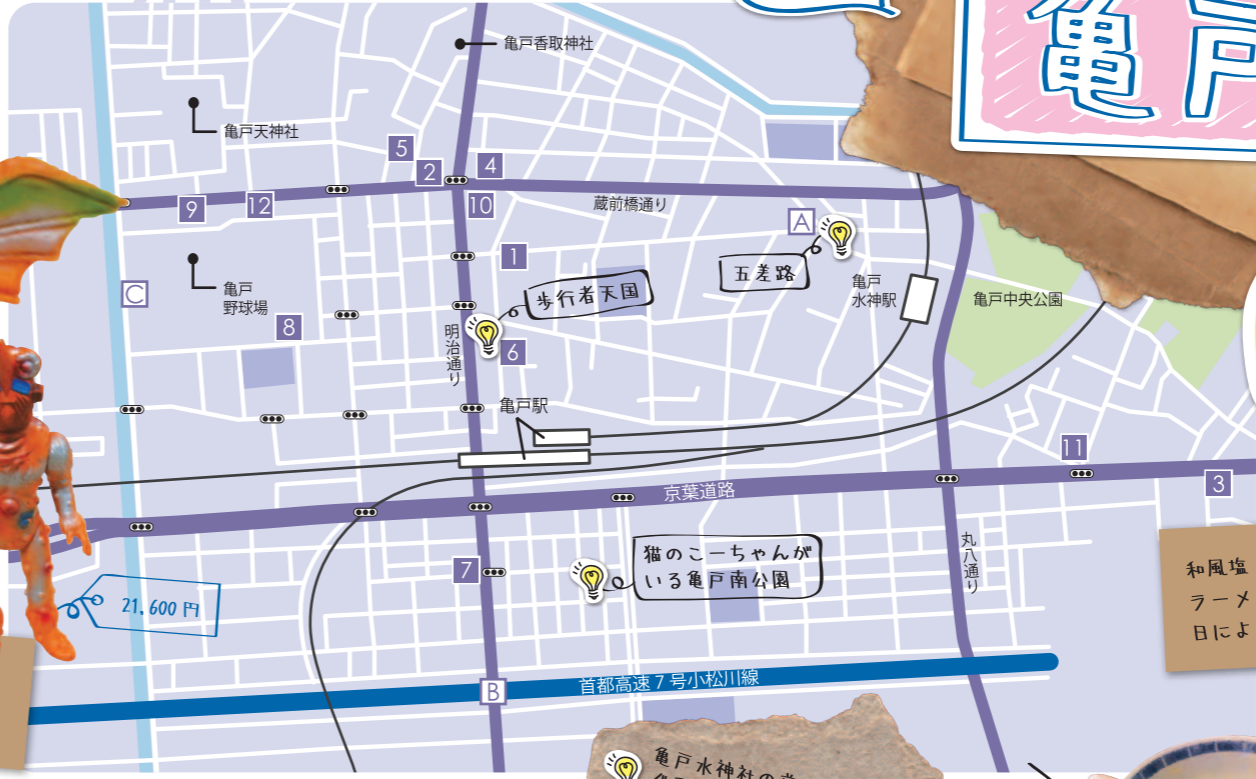 亀戸
亀戸香取神社
亀戸天神社
5
2
4
9
12
10
蔵前橋通り
A
1
五差路
歩行者天国
亀戸
水神駅
亀戸中央公園
C
亀戸
野球場
8
明治通り
6
亀戸駅
11
3
京葉道路
丸八通り
7
猫のこーちゃんが
いる亀戸南公園
和風塩
ラーメ
日によ
21,600円
B
首都高速7号小松川線
亀戸水神社の